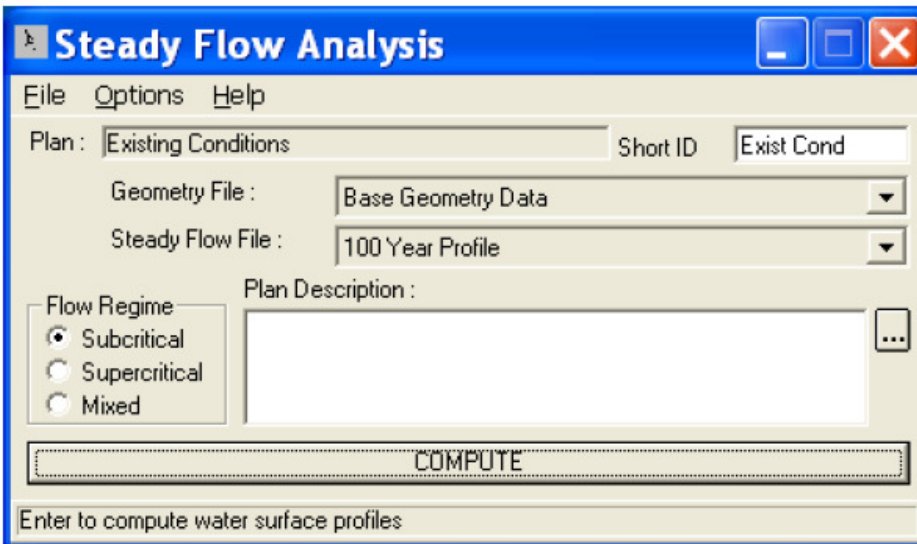 Steady Flow Analysis
File Options Help
Plan : Existing Conditions Short ID Exist Cond
Geometry File : Base Geometry Data
Steady Flow File : 100 Year Profile
Plan Description :
Flow Regime
Subcritical
Supercritical
Mixed
...
COMPUTE
Enter to compute water surface profiles